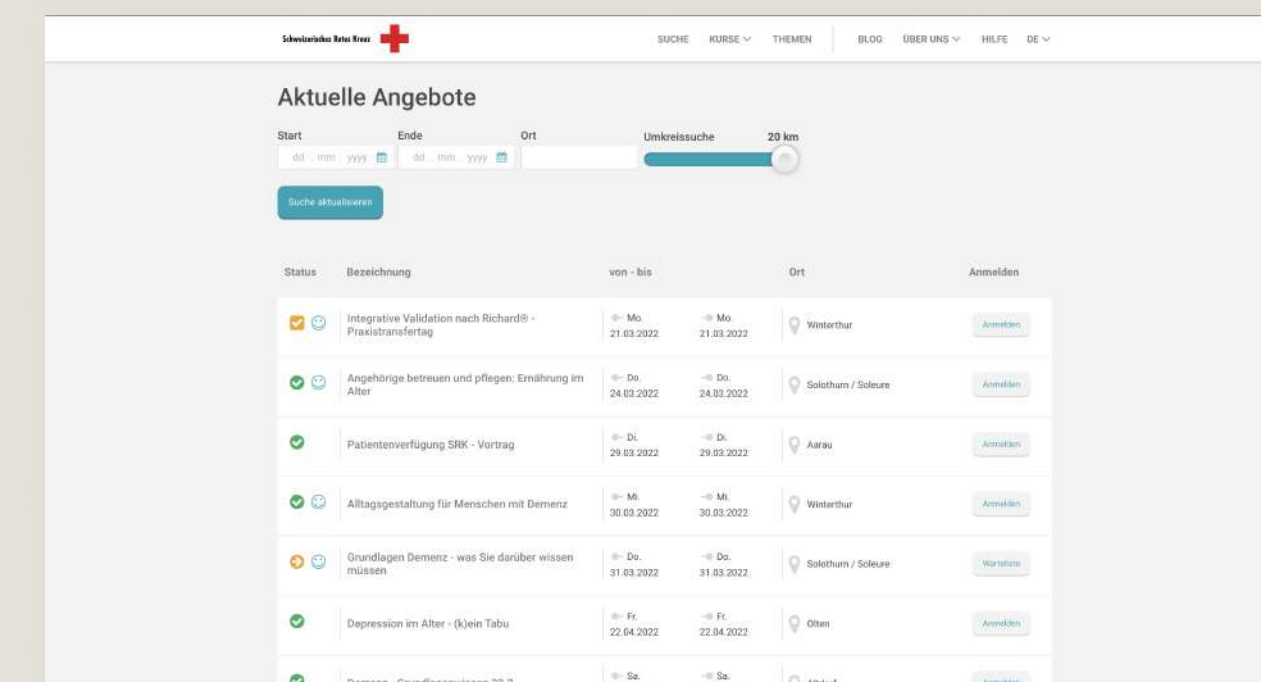 Schweizerisches Rotes Kreuz
SUCHE KURSE THEMEN BLOG ÜBER UNS HILFE DE
Aktuelle Angebote
Start Ende Ort Umkreissuche 20 km
dd . mm . yyyy dd . mm . yyyy
Suche aktualisieren
Status Bezeichnung von - bis Ort Anmelden
Integrative Validation nach Richard® -
Praxistransfertag
Mo. Mo.
21.03.2022 21.03.2022
Winterthur
Anmelden
Angehörige betreuen und pflegen: Ernährung im
Alter
Do. Do.
24.03.2022 24.03.2022
Solothurn / Soleure
Anmelden
Patientenverfügung SRK - Vortrag
Di. Di.
29.03.2022 29.03.2022
Aarau
Anmelden
Alltagsgestaltung für Menschen mit Demenz
Mi. Mi.
30.03.2022 30.03.2022
Winterthur
Anmelden
Grundlagen Demenz - was Sie darüber wissen
müssen
Do. Do.
31.03.2022 31.03.2022
Solothurn / Soleure
Warteliste
Depression im Alter - (k)ein Tabu
Fr. Fr.
22.04.2022 22.04.2022
Olten
Anmelden
Sa. Sa.